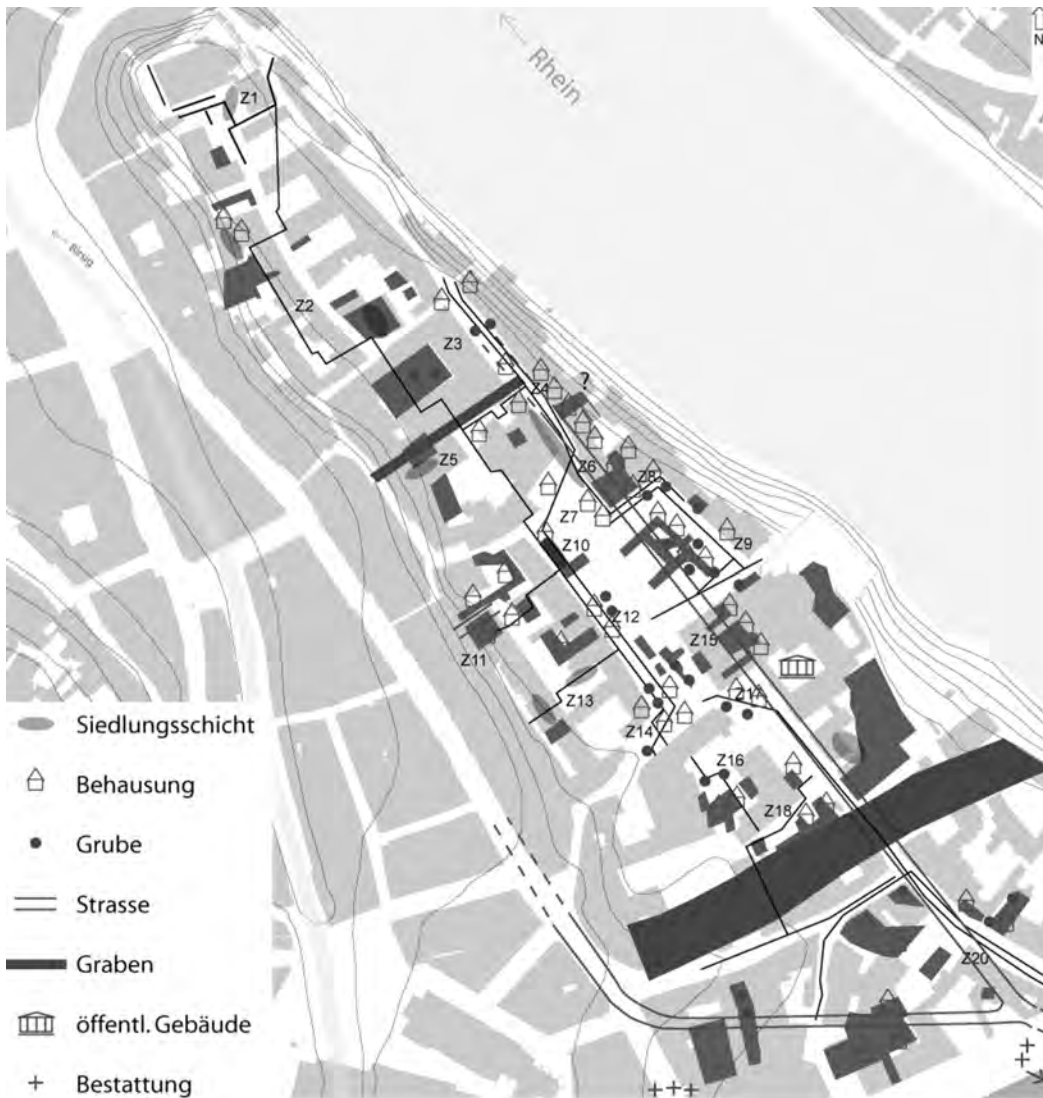 N
Rhein
Z1
Birsig
Z2
Z3
?
Z4
Z5
Z6
Z8
Z7
Z9
Z10
Z12
Z11
Z15
Z13
Z17
Z14
Z16
Z18
Z20
Siedlungsschicht
Behausung
Grube
Strasse
Graben
öffentl. Gebäude
Bestattung